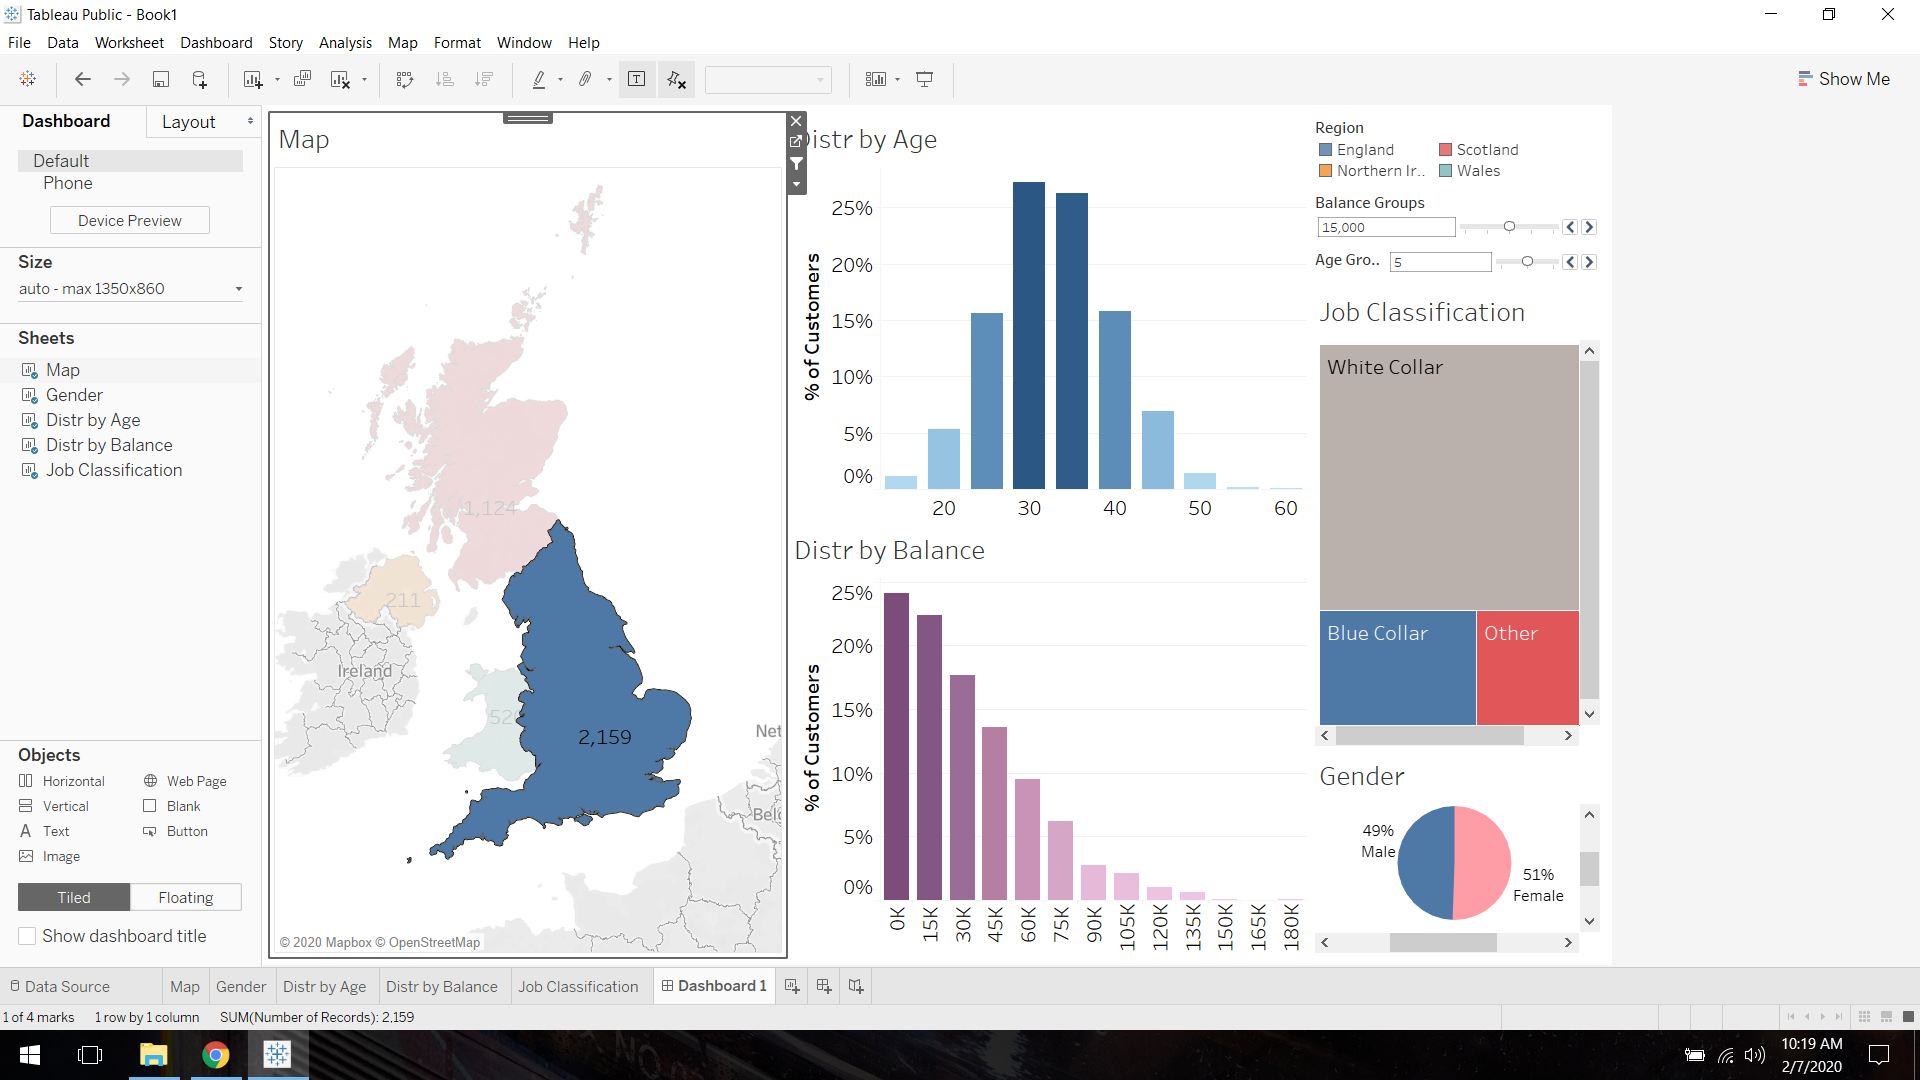 Tableau Public - Book1
File Data Worksheet Dashboard Story Analysis Map Format Window Help
Show Me
Dashboard Layout
Default
Phone
Device Preview
Size
auto - max 1350x860
Sheets
Map
Gender
Distr by Age
Distr by Balance
Job Classification
Objects
Horizontal Web Page
Vertical Blank
Text Button
Image
Tiled Floating
Show dashboard title
Map
1,124
211
Ireland
2,159
© 2020 Mapbox © OpenStreetMap
Distr by Age
% of Customers
25%
20%
15%
10%
5%
0%
20 30 40 50 60
Distr by Balance
% of Customers
25%
20%
15%
10%
5%
0%
0K 15K 30K 45K 60K 75K 90K 105K 120K 135K 150K 165K 180K
Region
England Scotland
Northern Ir.. Wales
Balance Groups
15,000
Age Gro.. 5
Job Classification
White Collar
Blue Collar Other
Gender
49%
Male
51%
Female
Data Source Map Gender Distr by Age Distr by Balance Job Classification Dashboard 1
1 of 4 marks 1 row by 1 column SUM(Number of Records): 2,159
10:19 AM
2/7/2020